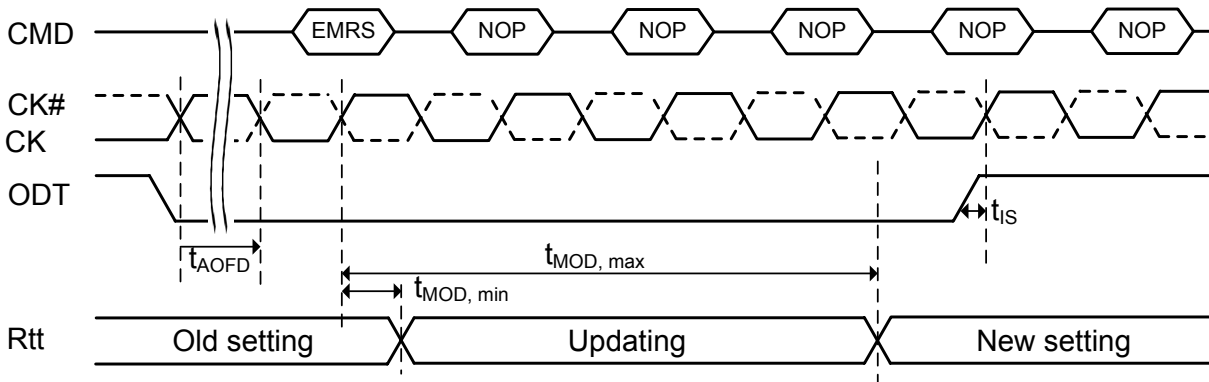 CMD EMRS NOP NOP NOP NOP NOP
CK#
CK
ODT
tIS
tAOFD
tMOD, max
tMOD, min
Rtt Old setting Updating New setting